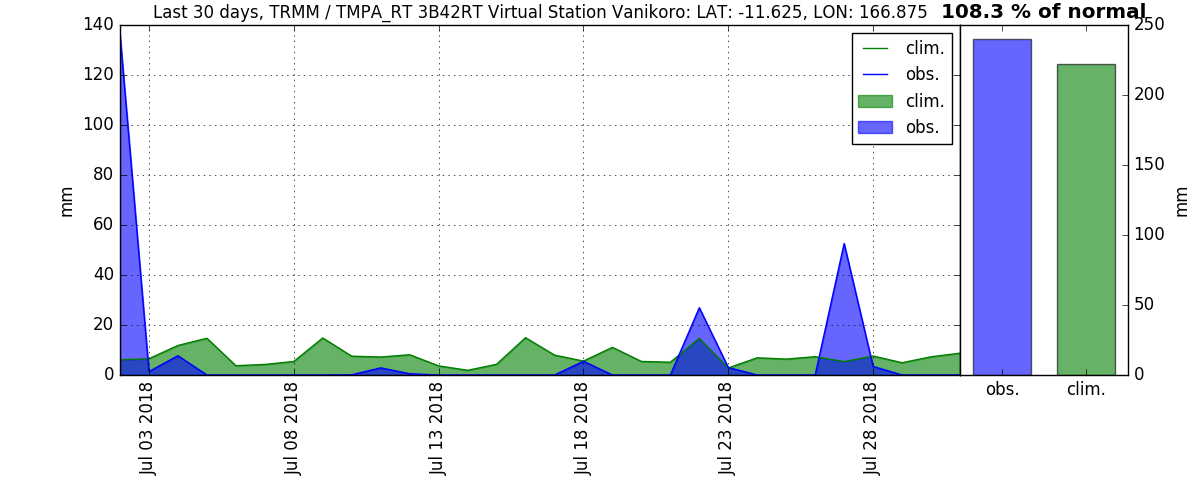 Last 30 days, TRMM / TMPA_RT 3B42RT Virtual Station Vanikoro: LAT: -11.625, LON: 166.875
108.3 % of normal
140
120
100
80
60
40
20
0
mm
clim.
obs.
clim.
obs.
Jul 03 2018
Jul 08 2018
Jul 13 2018
Jul 18 2018
Jul 23 2018
Jul 28 2018
250
200
150
100
50
0
mm
obs.
clim.